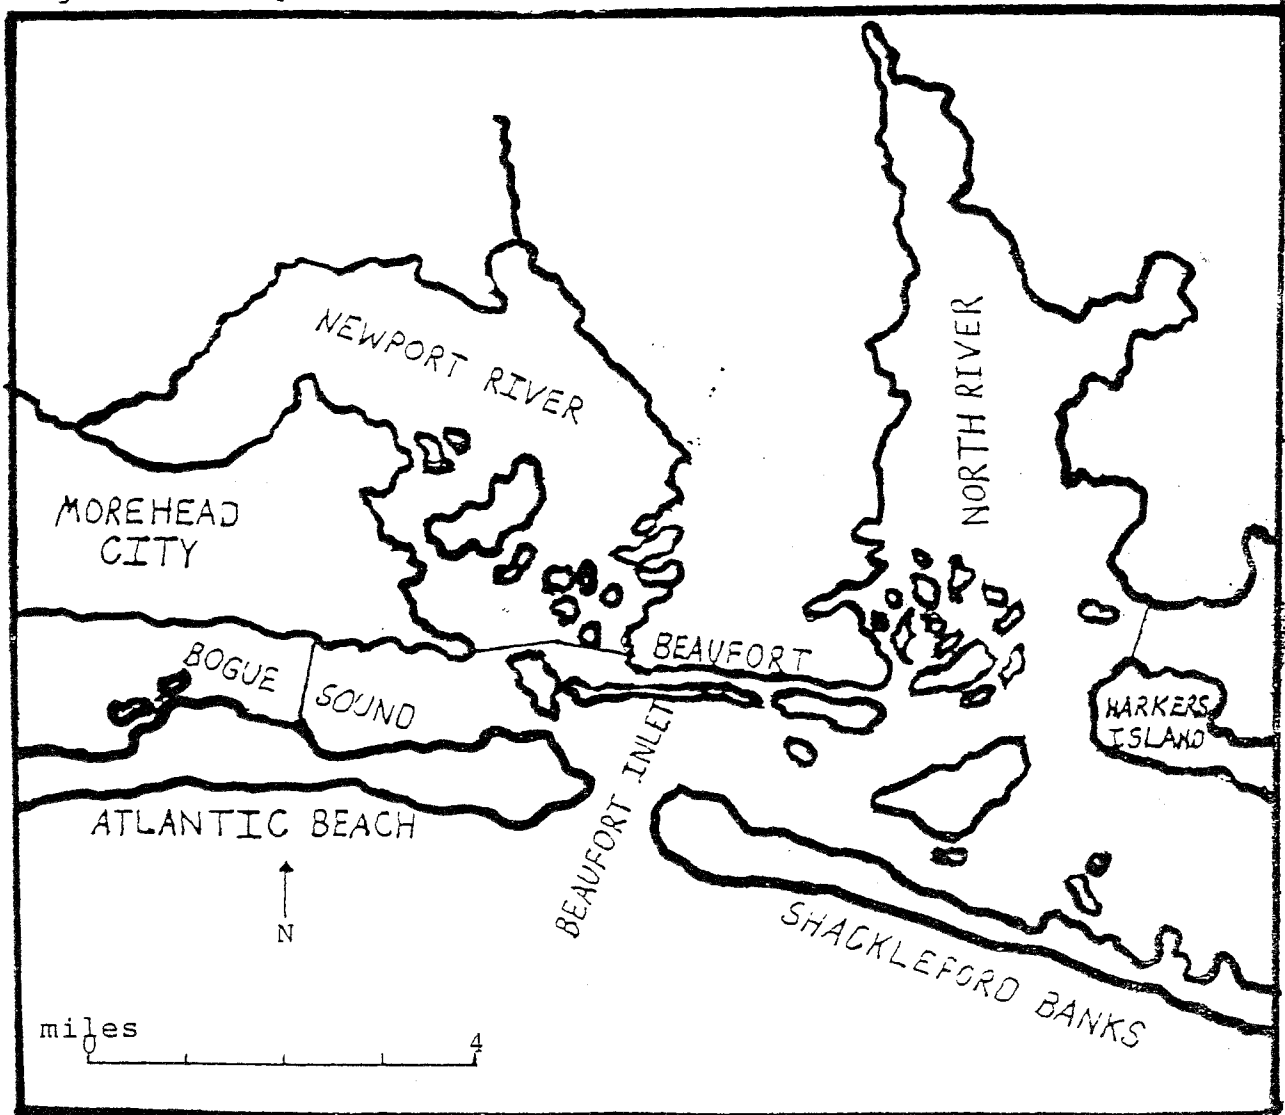 NEWPORT RIVER
NORTH RIVER
MOREHEAD
CITY
BEAUFORT
BOGUE
SOUND
HARKERS
ISLAND
BEAUFORT INLET
ATLANTIC BEACH
N
SHACKLEFORD BANKS
miles
0 4